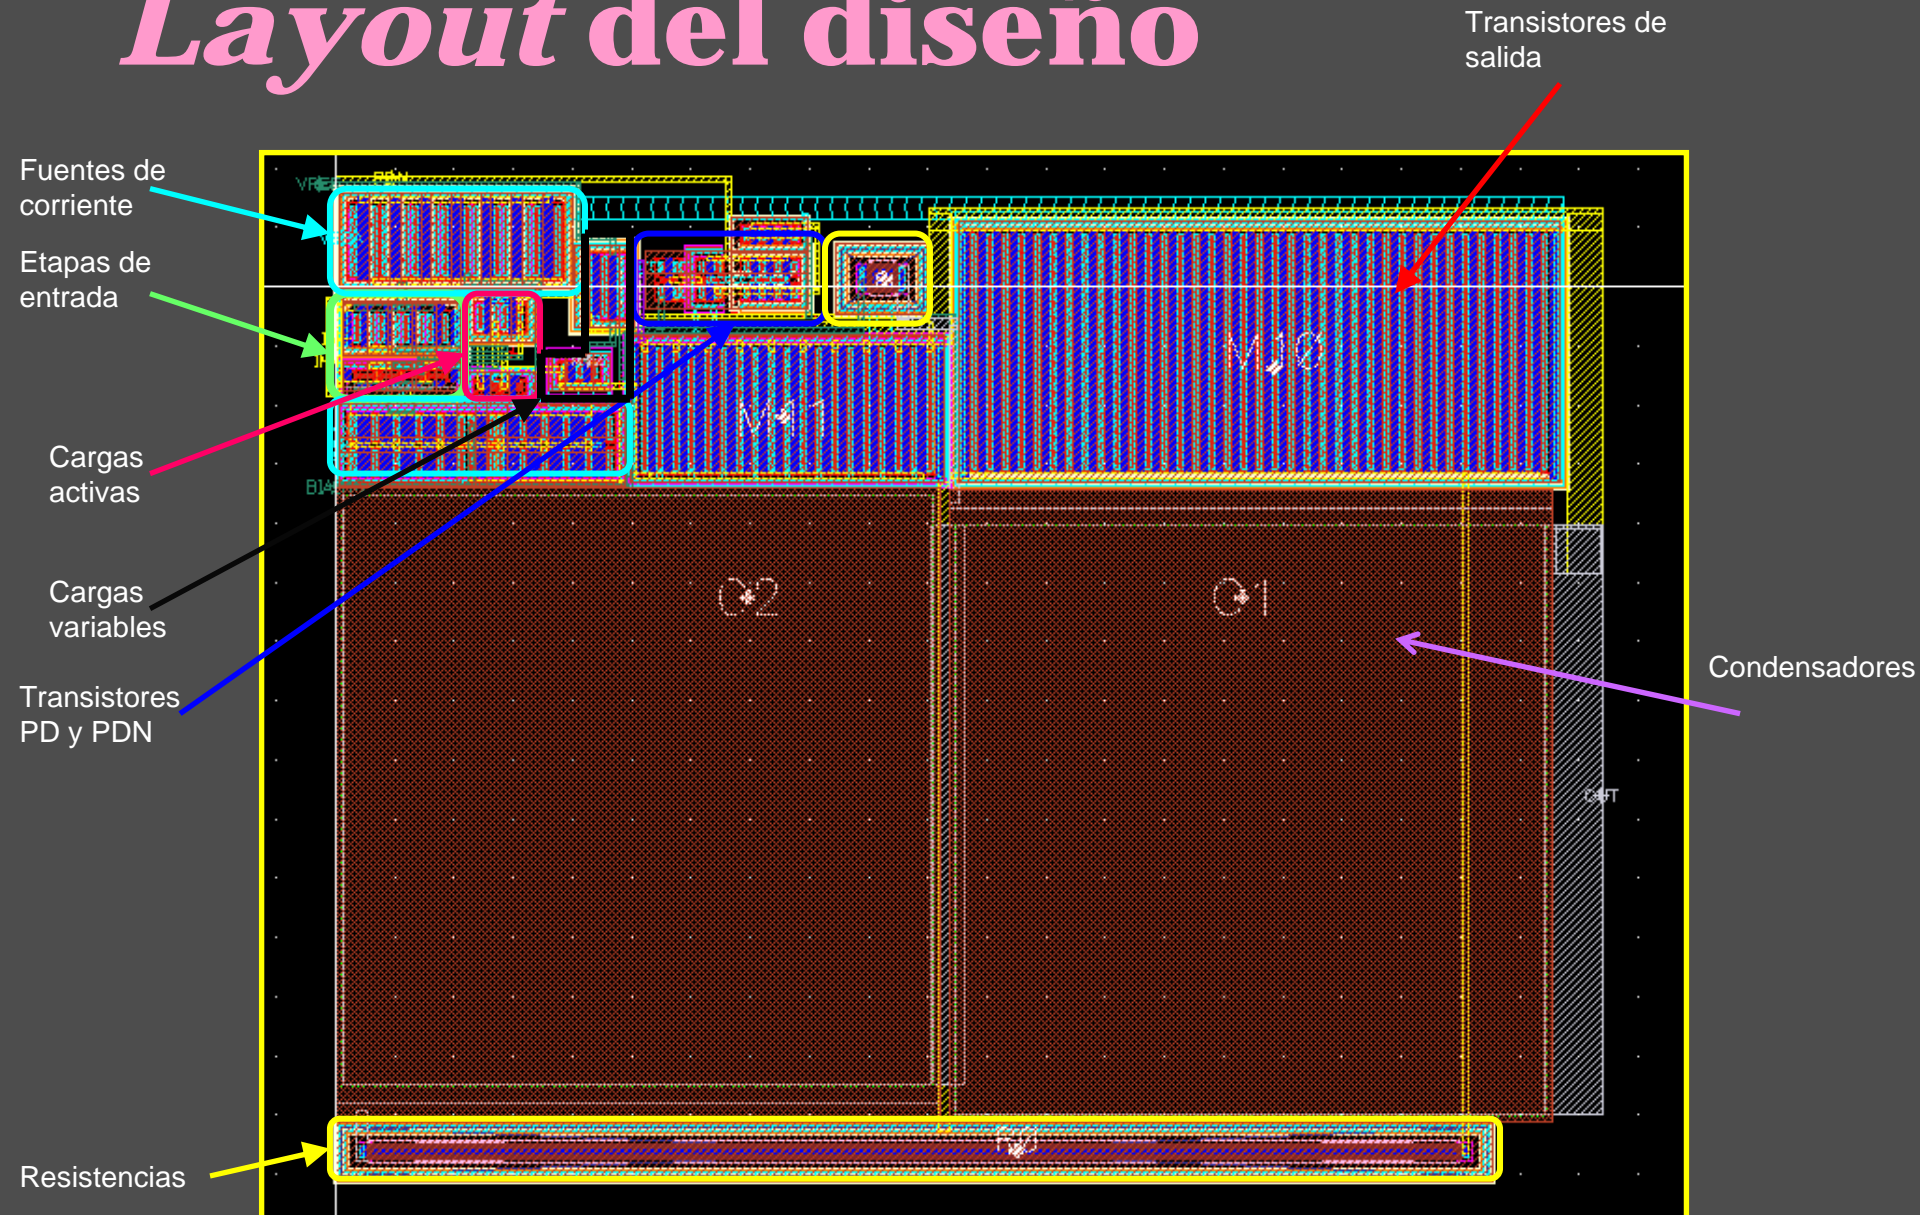 Layout del diseño
Transistores de
salida
Fuentes de
corriente
Etapas de
entrada
Cargas
activas
Cargas
variables
Transistores
PD y PDN
Condensadores
Resistencias
M10
M11
C2
C1
OUT